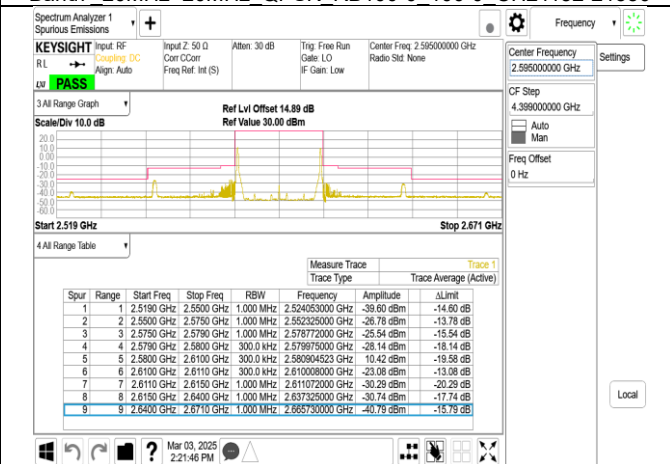 Spectrum Analyzer 1
Spurious Emissions
Frequency
KEYSIGHT
RL
PASS
Input: RF
Coupling: DC
Align: Auto
Input Z: 50 Ω
Corr CCorr
Freq Ref: Int (S)
Atten: 30 dB
Trig: Free Run
Gate: LO
IF Gain: Low
Center Freq: 2.595000000 GHz
Radio Std: None
Center Frequency
2.595000000 GHz
Settings
CF Step
4.399000000 GHz
Auto
Man
Freq Offset
0 Hz
3 All Range Graph
Scale/Div 10.0 dB
Ref Lvl Offset 14.89 dB
Ref Value 30.00 dBm
20.0
10.0
0.00
-10.0
-20.0
-30.0
-40.0
-50.0
-60.0
Start 2.519 GHz
Stop 2.671 GHz
4 All Range Table
Measure Trace Trace 1
Trace Type Trace Average (Active)
Spur Range Start Freq Stop Freq RBW Frequency Amplitude ΔLimit
1 1 2.5190 GHz 2.5500 GHz 1.000 MHz 2.524053000 GHz -39.60 dBm -14.60 dB
2 2 2.5500 GHz 2.5750 GHz 1.000 MHz 2.552325000 GHz -26.78 dBm -13.78 dB
3 3 2.5750 GHz 2.5790 GHz 1.000 MHz 2.578772000 GHz -25.54 dBm -15.54 dB
4 4 2.5790 GHz 2.5800 GHz 300.0 kHz 2.579975000 GHz -28.14 dBm -18.14 dB
5 5 2.5800 GHz 2.6100 GHz 300.0 kHz 2.580904523 GHz 10.42 dBm -19.58 dB
6 6 2.6100 GHz 2.6110 GHz 300.0 kHz 2.610008000 GHz -23.08 dBm -13.08 dB
7 7 2.6110 GHz 2.6150 GHz 1.000 MHz 2.611072000 GHz -30.29 dBm -20.29 dB
8 8 2.6150 GHz 2.6400 GHz 1.000 MHz 2.637325000 GHz -30.74 dBm -17.74 dB
9 9 2.6400 GHz 2.6710 GHz 1.000 MHz 2.665730000 GHz -40.79 dBm -15.79 dB
Local
Mar 03, 2025
2:21:46 PM